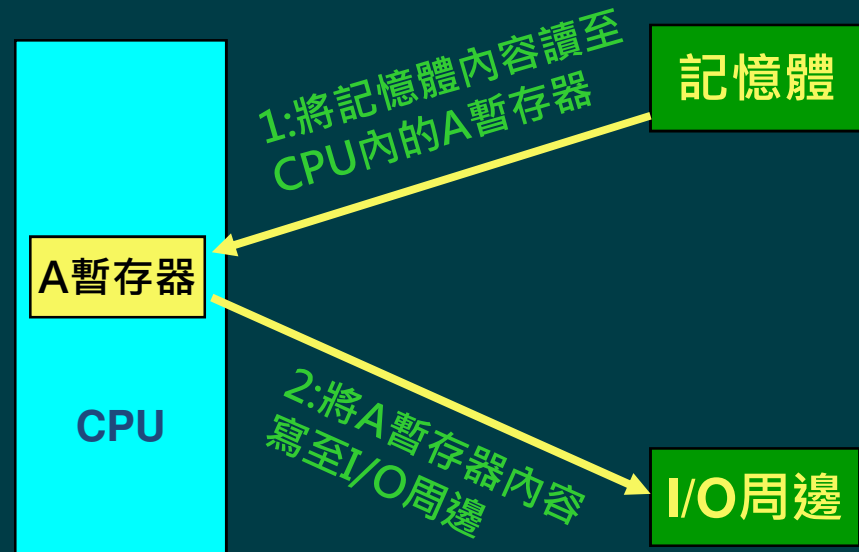 記憶體
1:將記憶體內容讀至
CPU內的A暫存器
A暫存器
CPU
2:將A暫存器內容
寫至I/O周邊
I/O周邊